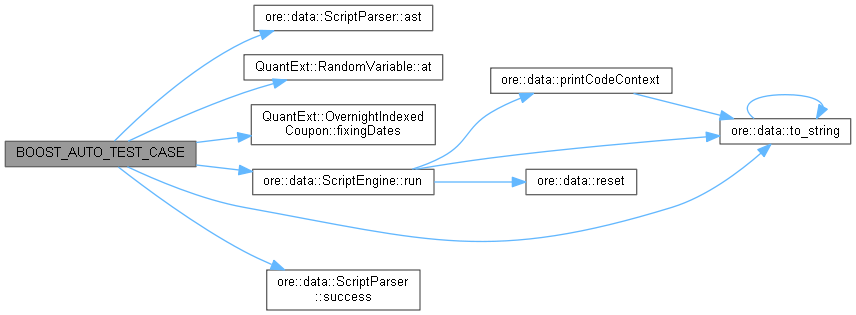 ore::data::ScriptParser::ast
QuantExt::RandomVariable::at
ore::data::printCodeContext
QuantExt::OvernightIndexed
Coupon::fixingDates
ore::data::to_string
BOOST_AUTO_TEST_CASE
ore::data::ScriptEngine::run
ore::data::reset
ore::data::ScriptParser
::success